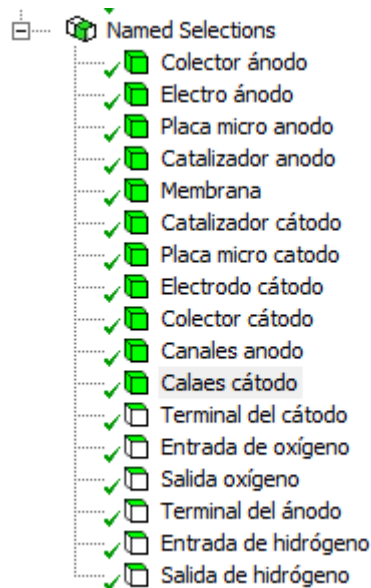 Named Selections
Colector ánodo
Electro ánodo
Placa micro anodo
Catalizador anodo
Membrana
Catalizador cátodo
Placa micro catodo
Electrodo cátodo
Colector cátodo
Canales anodo
Calaes cátodo
Terminal del cátodo
Entrada de oxígeno
Salida oxígeno
Terminal del ánodo
Entrada de hidrógeno
Salida de hidrógeno